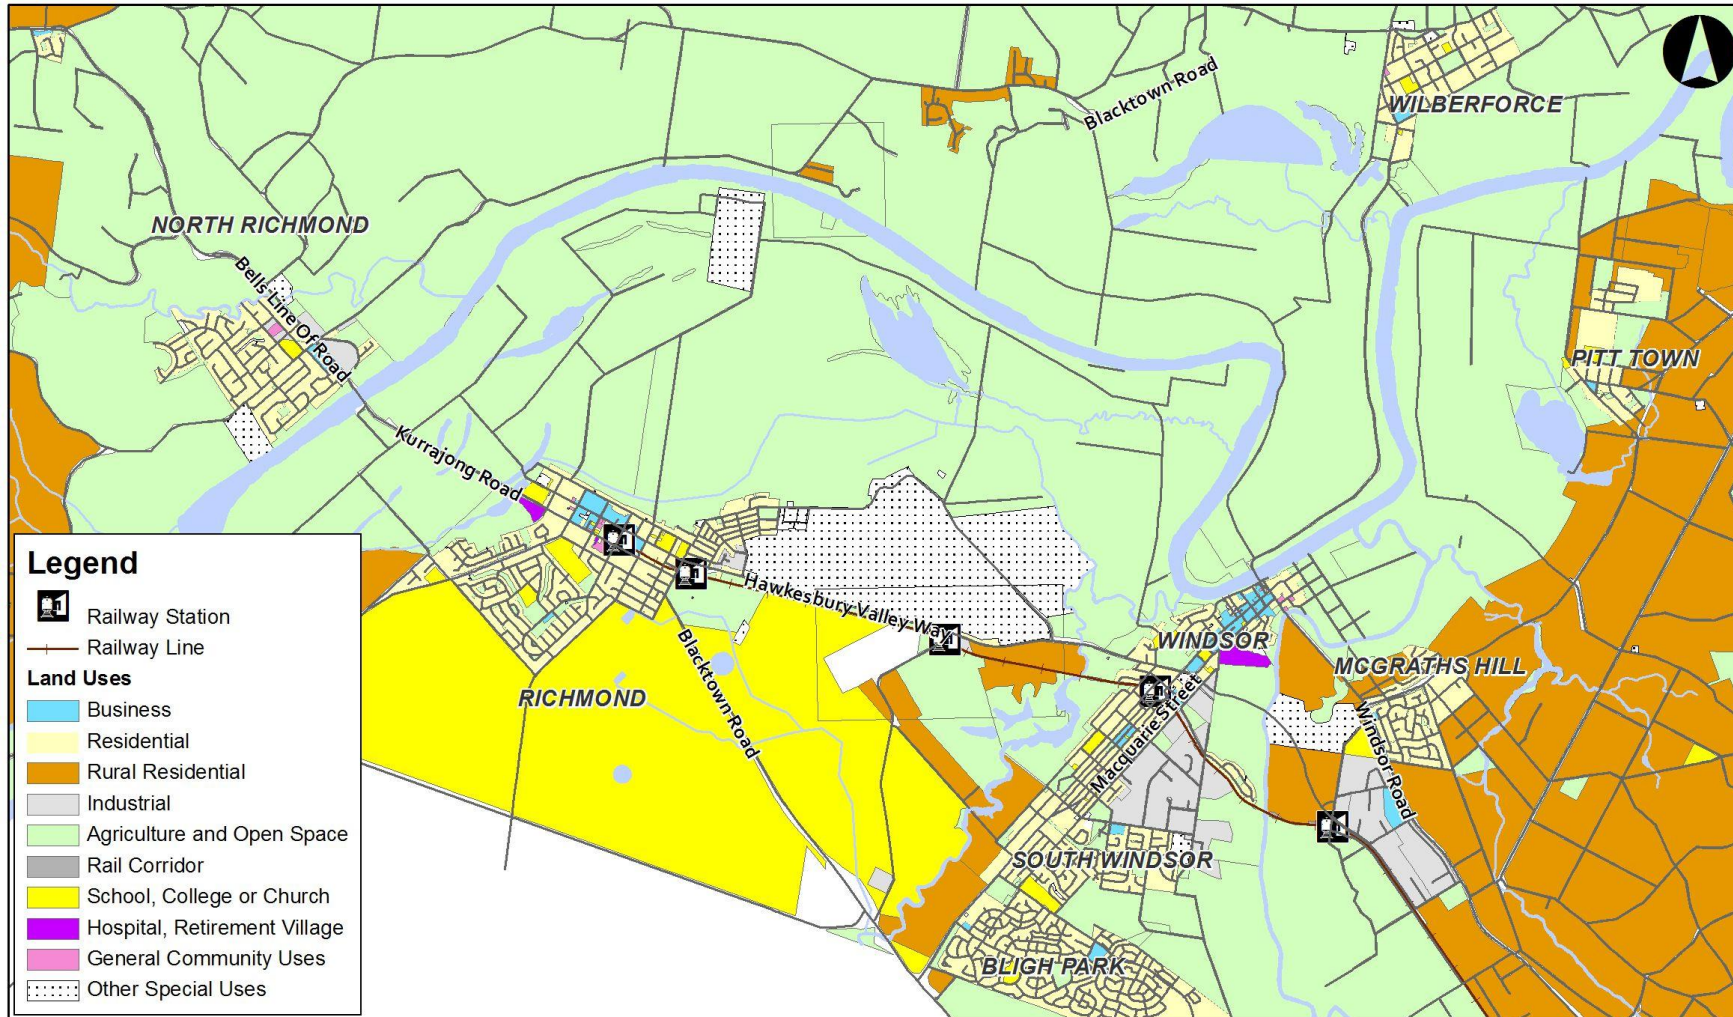 Blacktown Road
WILBERFORCE
NORTH RICHMOND
Bells Line Of Road
PITT TOWN
Kurrajong Road
Hawkesbury Valley Way
WINDSOR
MCGRATHS HILL
RICHMOND
Blacktown Road
Macquarie Street
Windsor Road
SOUTH WINDSOR
BLIGH PARK
Legend
Railway Station
Railway Line
Land Uses
Business
Residential
Rural Residential
Industrial
Agriculture and Open Space
Rail Corridor
School, College or Church
Hospital, Retirement Village
General Community Uses
Other Special Uses